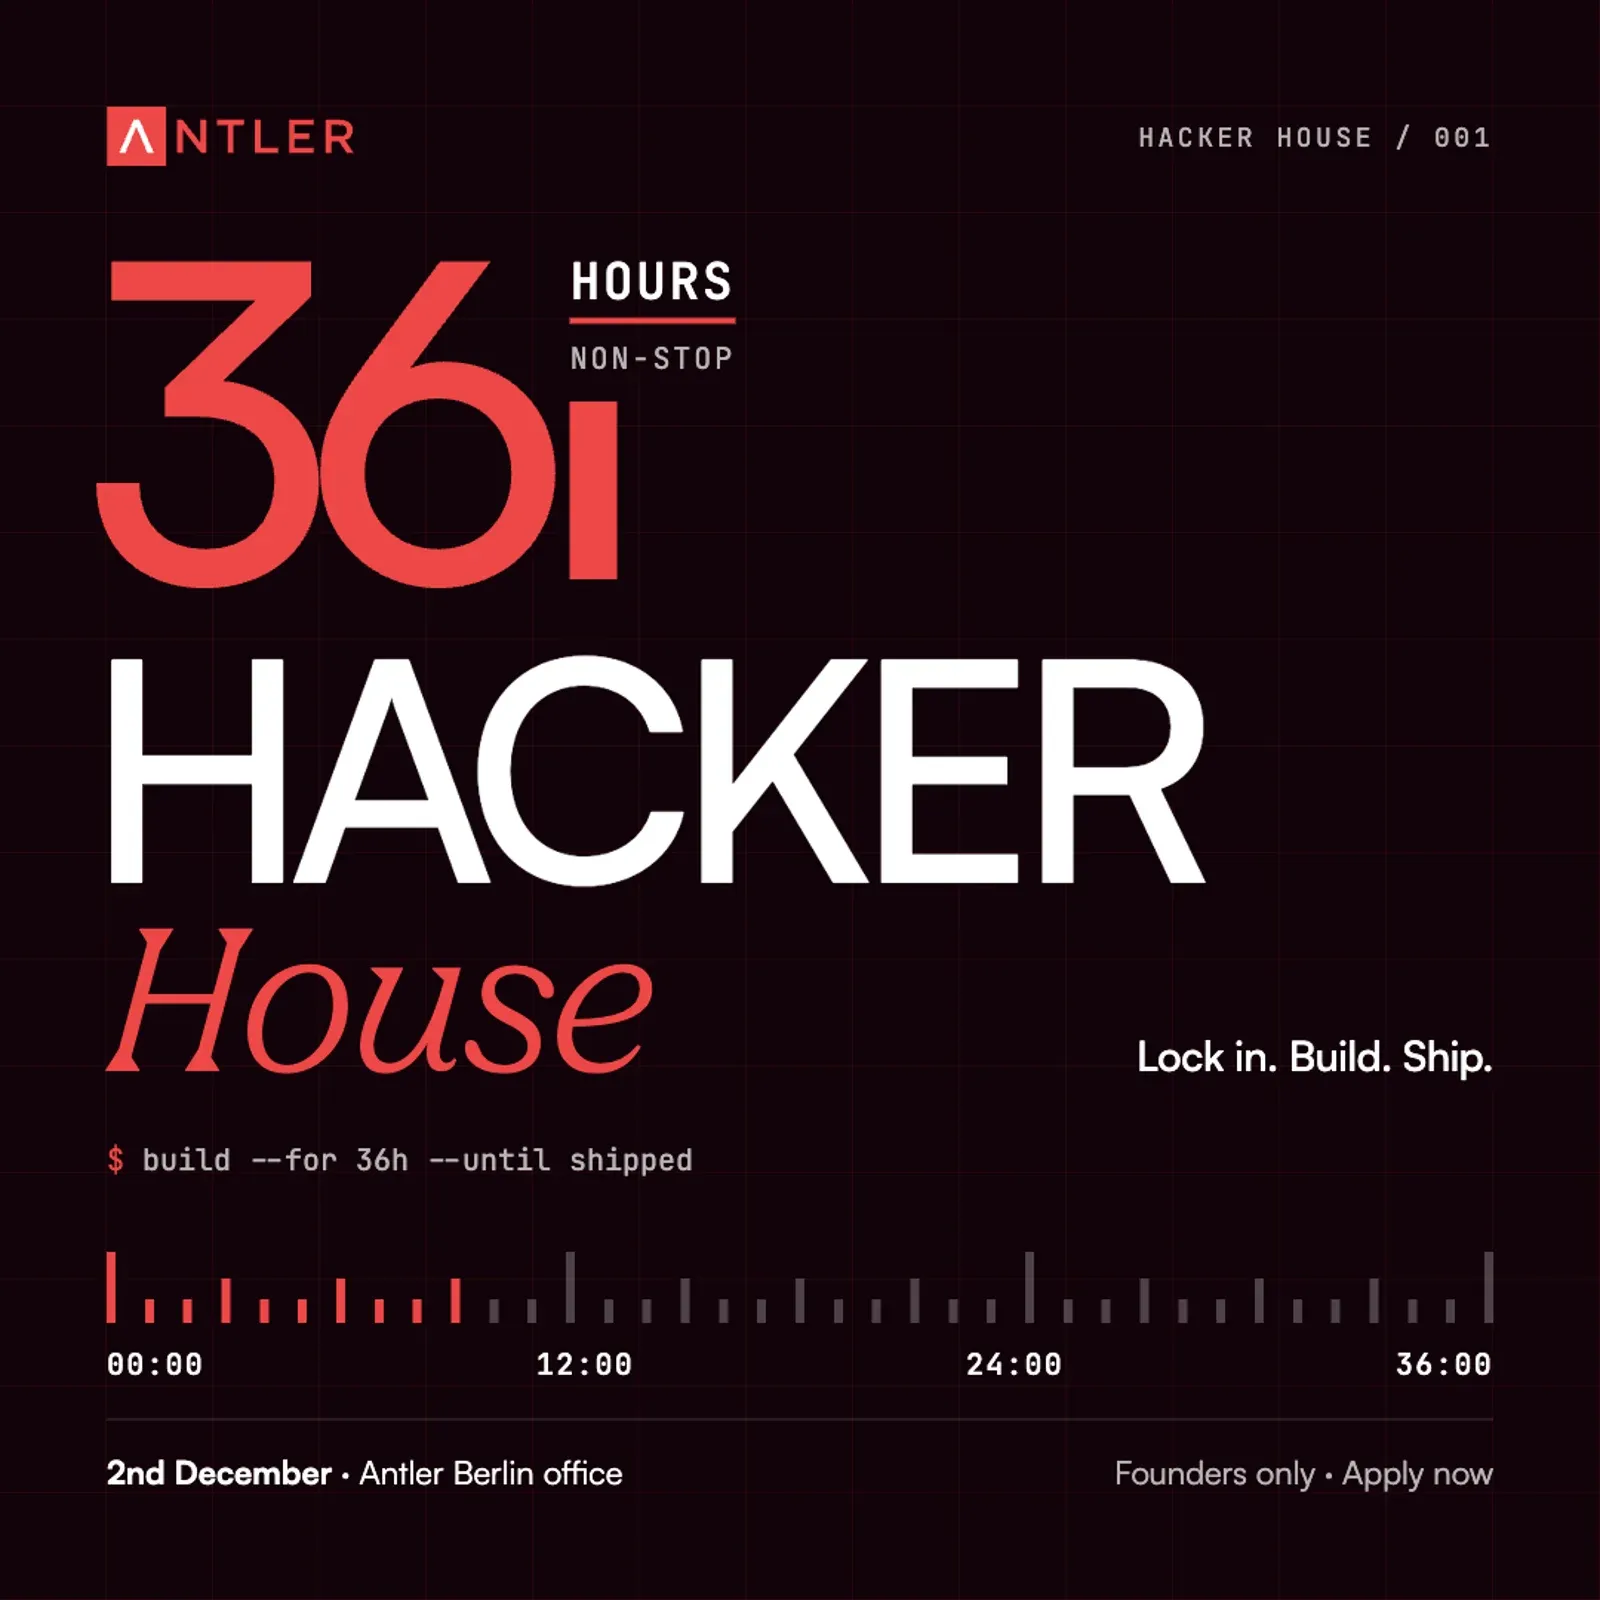 ANTLER
HACKER HOUSE / 001
36
HOURS
NON-STOP
HACKER
House
Lock in. Build. Ship.
$ build --for 36h --until shipped
00:00 12:00 24:00 36:00
2nd December · Antler Berlin office
Founders only · Apply now